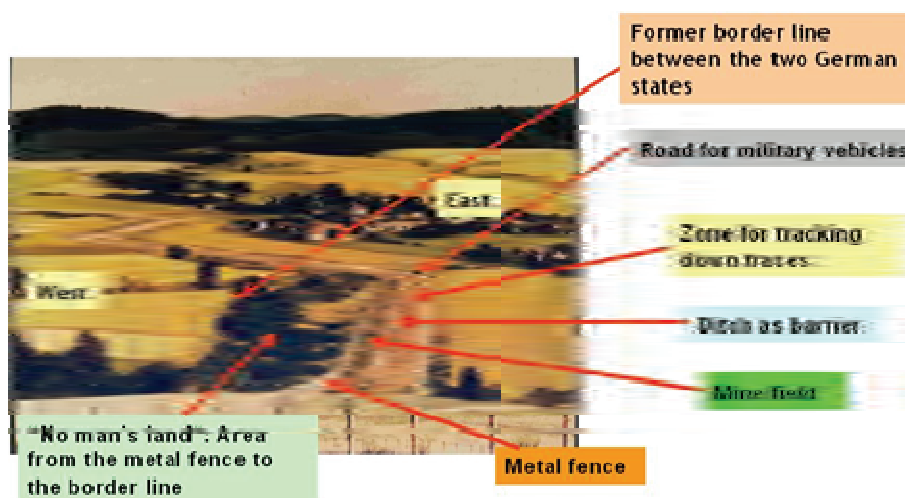 Former border line
between the two German
states
Road for military vehicles
East
Zone for tracking
down traces
West
Ditch as barrier
Mine field
"No man's land": Area
from the metal fence to
the border line
Metal fence